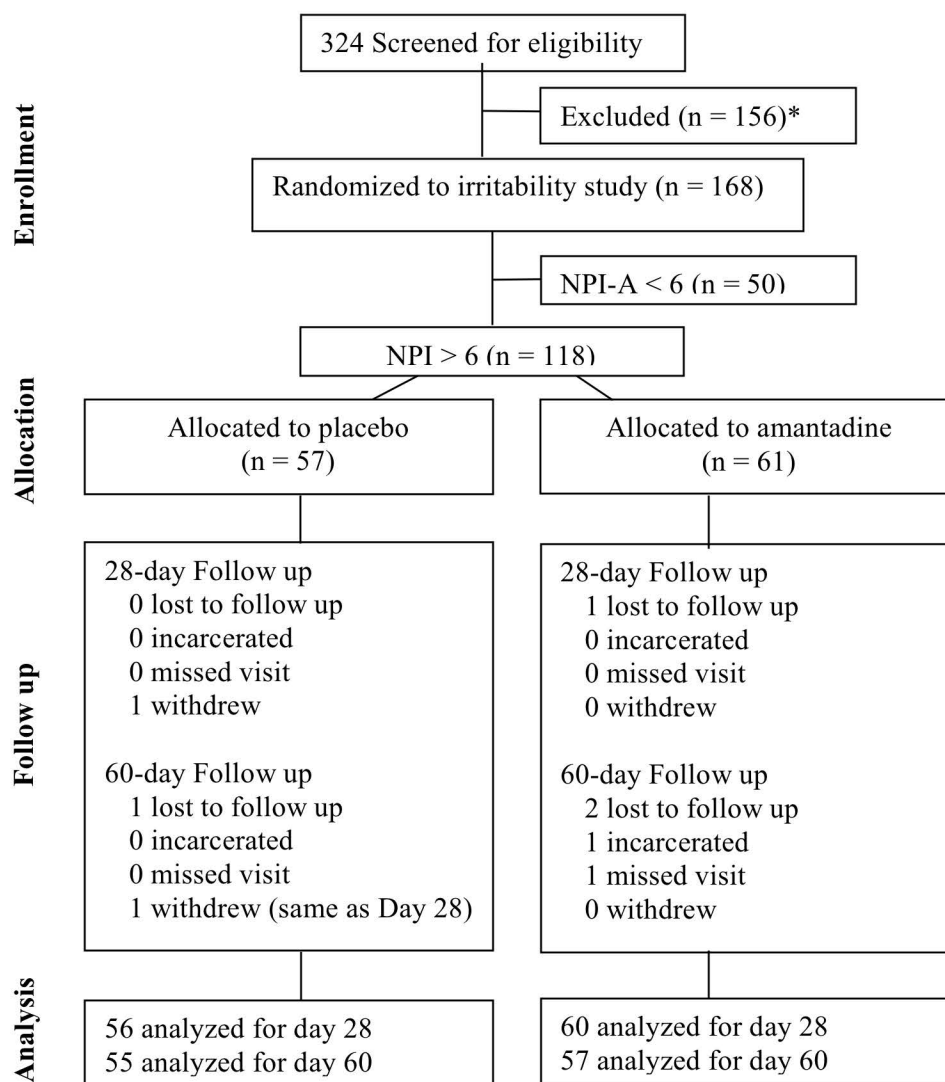 324 Screened for eligibility
Excluded (n = 156)*
Enrollment
Randomized to irritability study (n = 168)
NPI-A < 6 (n = 50)
NPI > 6 (n = 118)
Allocation
Allocated to placebo
(n = 57)
Allocated to amantadine
(n = 61)
Follow up
28-day Follow up
0 lost to follow up
0 incarcerated
0 missed visit
1 withdrew
60-day Follow up
1 lost to follow up
0 incarcerated
0 missed visit
1 withdrew (same as Day 28)
28-day Follow up
1 lost to follow up
0 incarcerated
0 missed visit
0 withdrew
60-day Follow up
2 lost to follow up
1 incarcerated
1 missed visit
0 withdrew
Analysis
56 analyzed for day 28
55 analyzed for day 60
60 analyzed for day 28
57 analyzed for day 60